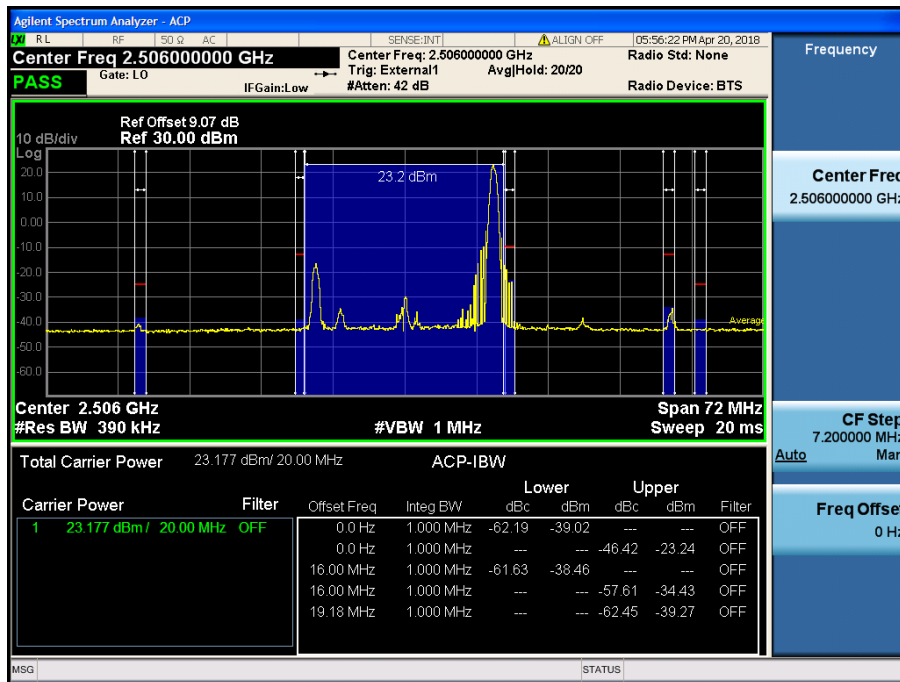 Agilent Spectrum Analyzer - ACP
LXI RL RF 50 Ω AC SENSE:INT ALIGN OFF 05:56:22 PM Apr 20, 2018
Center Freq 2.506000000 GHz
Center Freq: 2.506000000 GHz
Radio Std: None
PASS
Gate: LO
Trig: External1
Avg|Hold: 20/20
IFGain:Low
#Atten: 42 dB
Radio Device: BTS
Ref Offset 9.07 dB
10 dB/div
Ref 30.00 dBm
Log
20.0
10.0
0.00
-10.0
-20.0
-30.0
-40.0
-50.0
-60.0
23.2 dBm
Average
Center 2.506 GHz
Span 72 MHz
#Res BW 390 kHz
#VBW 1 MHz
Sweep 20 ms
Total Carrier Power 23.177 dBm/ 20.00 MHz
ACP-IBW
Lower Upper
Carrier Power Filter
Offset Freq Integ BW dBc dBm dBc dBm Filter
1 23.177 dBm / 20.00 MHz OFF
0.0 Hz 1.000 MHz -62.19 -39.02 --- --- OFF
0.0 Hz 1.000 MHz --- --- -46.42 -23.24 OFF
16.00 MHz 1.000 MHz -61.63 -38.46 --- --- OFF
16.00 MHz 1.000 MHz --- --- -57.61 -34.43 OFF
19.18 MHz 1.000 MHz --- --- -62.45 -39.27 OFF
Frequency
Center Freq
2.506000000 GHz
CF Step
7.200000 MHz
Auto Man
Freq Offset
0 Hz
MSG
STATUS